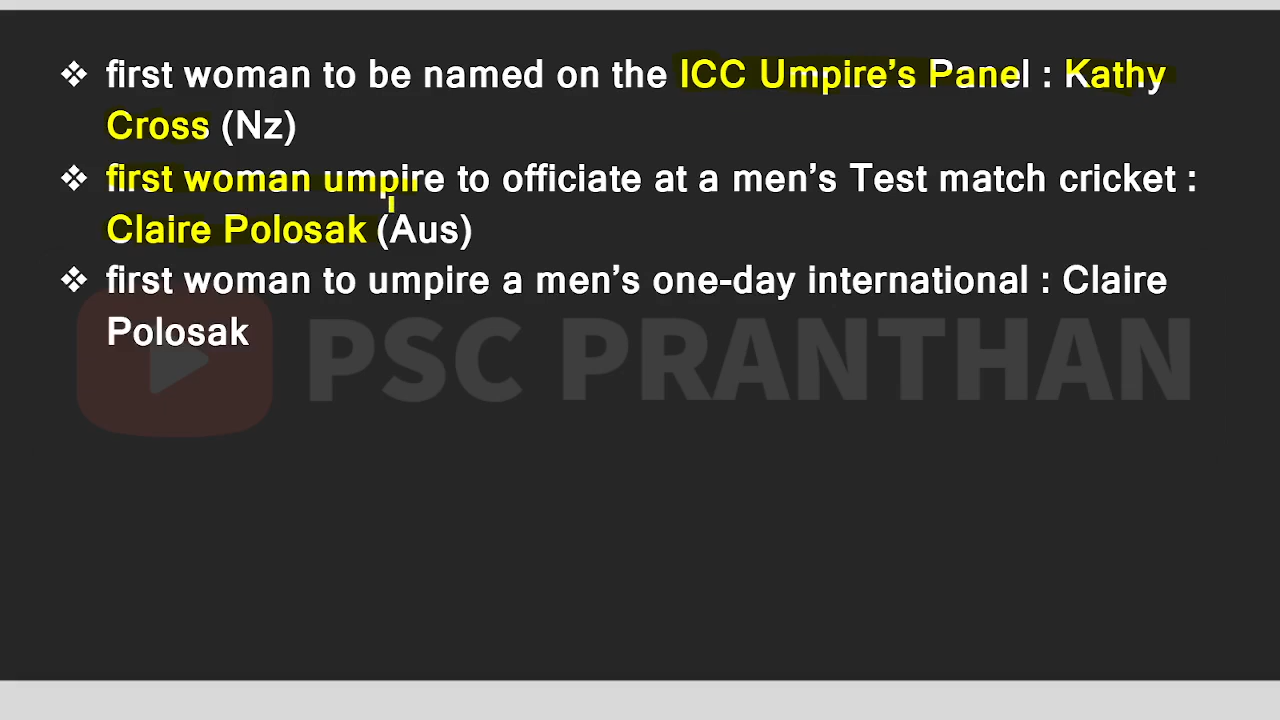 ❖ first woman to be named on the ICC Umpire’s Panel : Kathy
Cross (Nz)
❖ first woman umpire to officiate at a men’s Test match cricket :
Claire Polosak (Aus)
❖ first woman to umpire a men’s one-day international : Claire
Polosak
PSC PRANTHAN